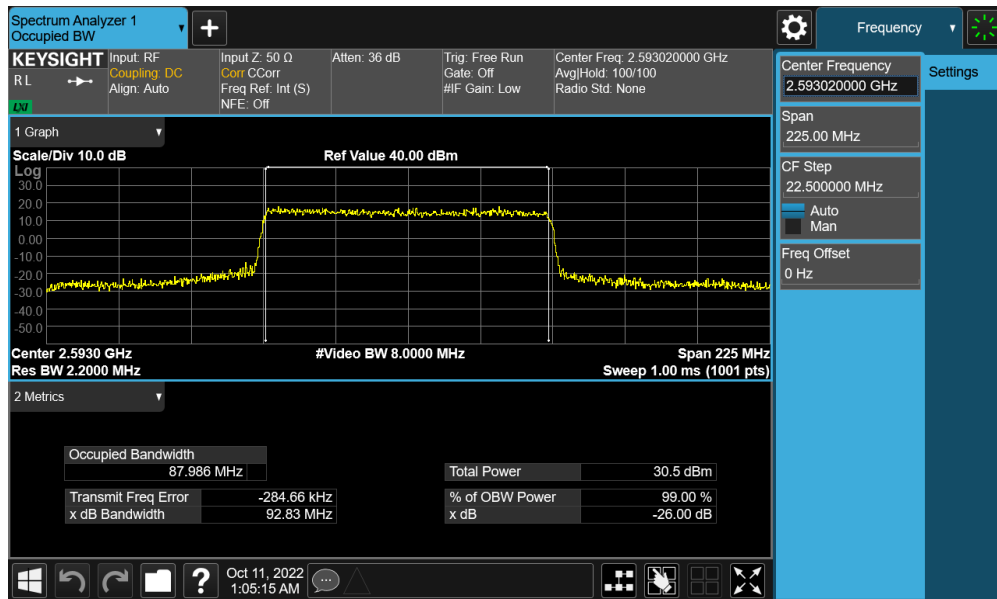 Spectrum Analyzer 1
Occupied BW
Frequency
KEYSIGHT
R L
LXI
Input: RF
Coupling: DC
Align: Auto
Input Z: 50 Ω
Corr CCorr
Freq Ref: Int (S)
NFE: Off
Atten: 36 dB
Trig: Free Run
Gate: Off
#IF Gain: Low
Center Freq: 2.593020000 GHz
Avg|Hold: 100/100
Radio Std: None
Center Frequency
2.593020000 GHz
Settings
Span
225.00 MHz
CF Step
22.500000 MHz
Auto
Man
Freq Offset
0 Hz
1 Graph
Scale/Div 10.0 dB
Ref Value 40.00 dBm
Log
30.0
20.0
10.0
0.00
-10.0
-20.0
-30.0
-40.0
-50.0
Center 2.5930 GHz
#Video BW 8.0000 MHz
Span 225 MHz
Res BW 2.2000 MHz
Sweep 1.00 ms (1001 pts)
2 Metrics
Occupied Bandwidth
87.986 MHz
Total Power 30.5 dBm
Transmit Freq Error -284.66 kHz
% of OBW Power 99.00 %
x dB Bandwidth 92.83 MHz
x dB -26.00 dB
?
Oct 11, 2022
1:05:15 AM